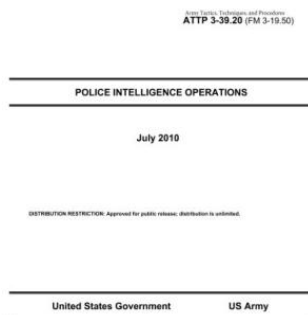 Army Tactics, Techniques, and Procedures
ATTP 3-39.20 (FM 3-19.50)
POLICE INTELLIGENCE OPERATIONS
July 2010
DISTRIBUTION RESTRICTION: Approved for public release; distribution is unlimited.
United States Government US Army